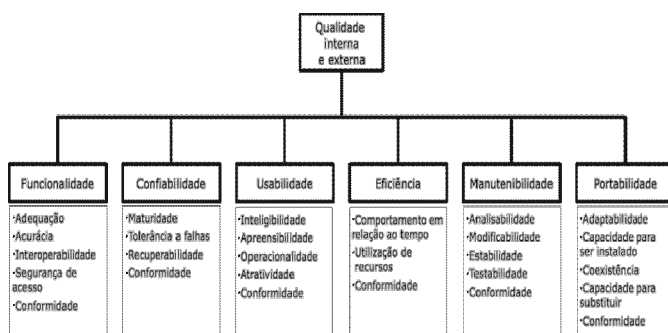 Qualidade
interna
e externa
Funcionalidade
•Adequação
•Acurácia
•Interoperabilidade
•Segurança de
acesso
•Conformidade
Confiabilidade
•Maturidade
•Tolerância a falhas
•Recuperabilidade
•Conformidade
Usabilidade
•Inteligibilidade
•Apreensibilidade
•Operacionalidade
•Atratividade
•Conformidade
Eficiência
•Comportamento em
relação ao tempo
•Utilização de
recursos
•Conformidade
Manutenibilidade
•Analisabilidade
•Modificabilidade
•Estabilidade
•Testabilidade
•Conformidade
Portabilidade
•Adaptabilidade
•Capacidade para
ser instalado
•Coexistência
•Capacidade para
substituir
•Conformidade